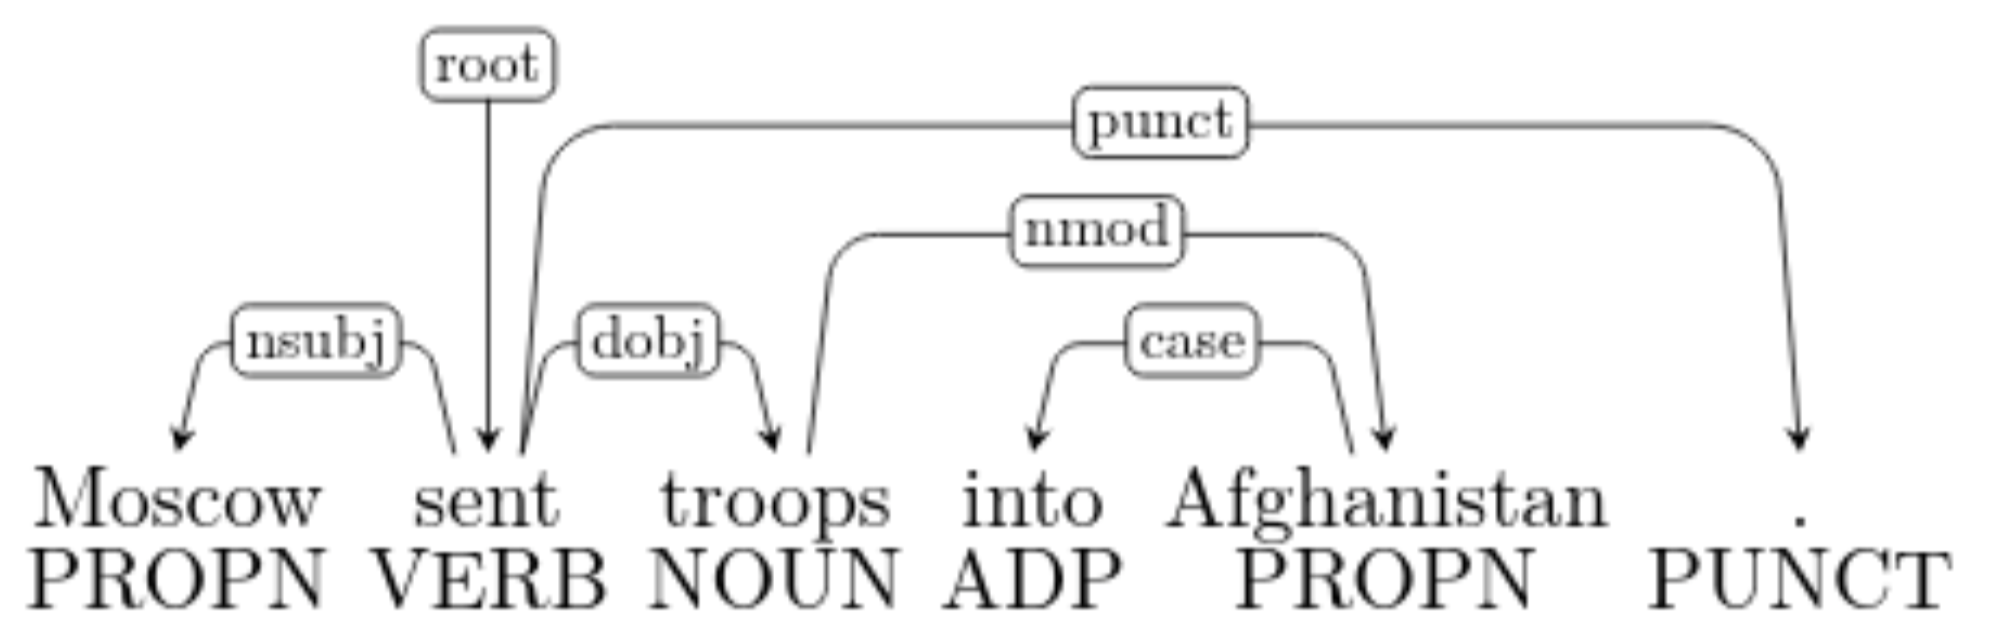 root
punct
nmod
nsubj dobj case
Moscow sent troops into Afghanistan .
PROPN VERB NOUN ADP PROPN PUNCT